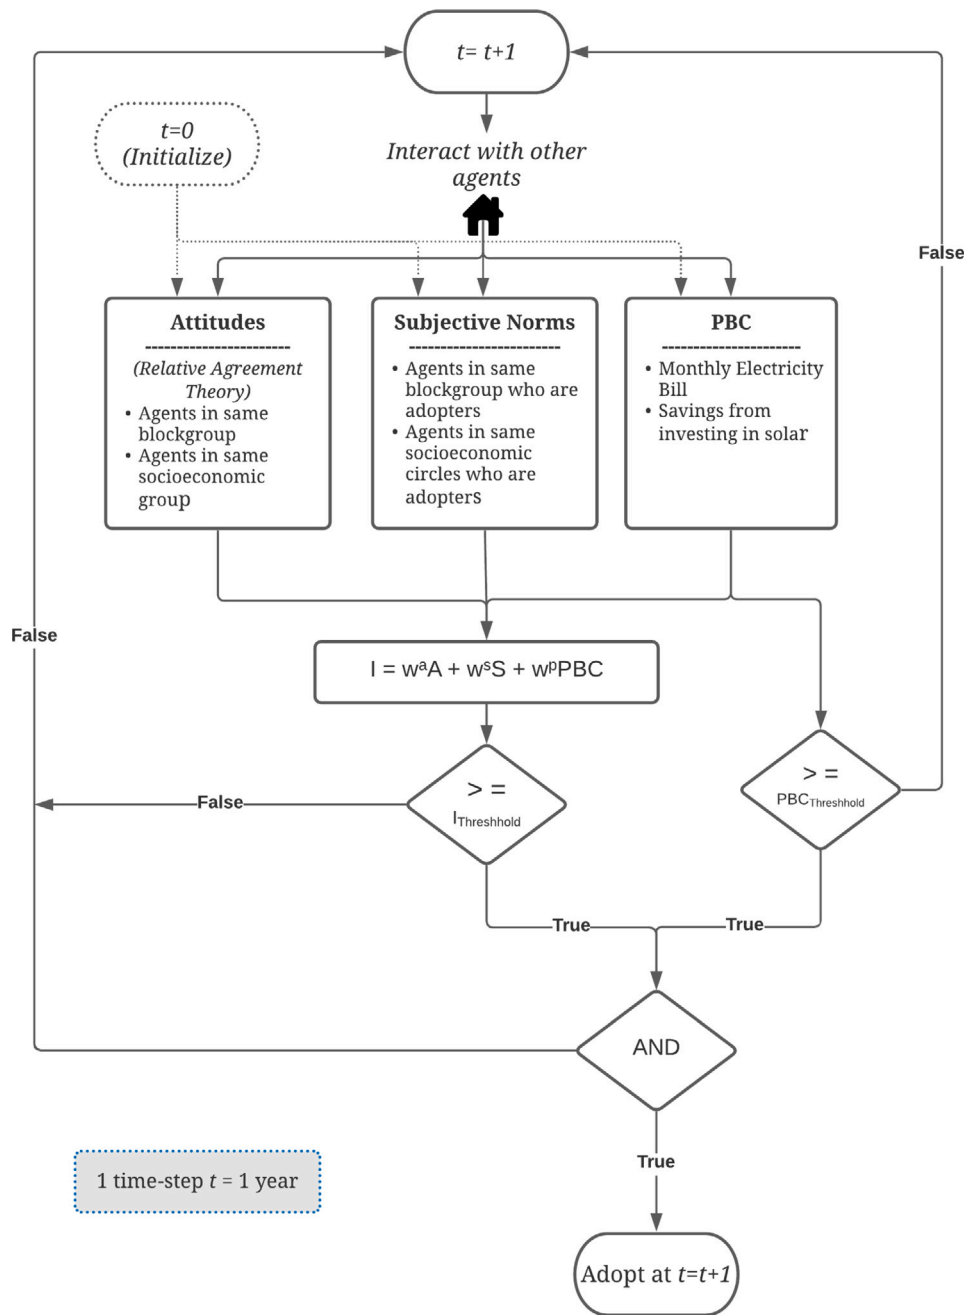 t= t+1
t=0
(Initialize)
Interact with other
agents
False
Attitudes
-----------------------
(Relative Agreement
Theory)
• Agents in same
blockgroup
• Agents in same
socioeconomic
group
Subjective Norms
------------------------
• Agents in same
blockgroup who are
adopters
• Agents in same
socioeconomic
circles who are
adopters
PBC
----------------------
• Monthly Electricity
Bill
• Savings from
investing in solar
False
I = wᵃA + wˢS + wᵖPBC
> =
I_Threshhold
> =
PBC_Threshhold
False
True
True
AND
True
1 time-step t = 1 year
Adopt at t=t+1